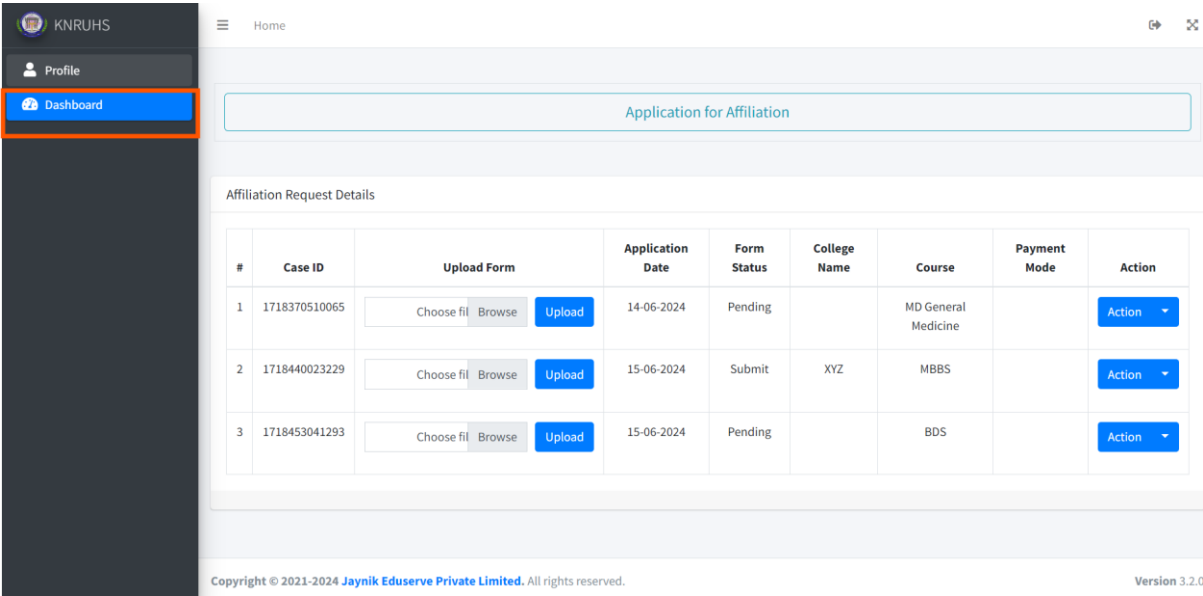 KNRUHS
Home
Profile
Dashboard
Application for Affiliation
Affiliation Request Details
# Case ID Upload Form Application Date Form Status College Name Course Payment Mode Action
1 1718370510065 Choose fil Browse Upload 14-06-2024 Pending MD General Medicine Action
2 1718440023229 Choose fil Browse Upload 15-06-2024 Submit XYZ MBBS Action
3 1718453041293 Choose fil Browse Upload 15-06-2024 Pending BDS Action
Copyright © 2021-2024 Jaynik Eduserve Private Limited. All rights reserved.
Version 3.2.0